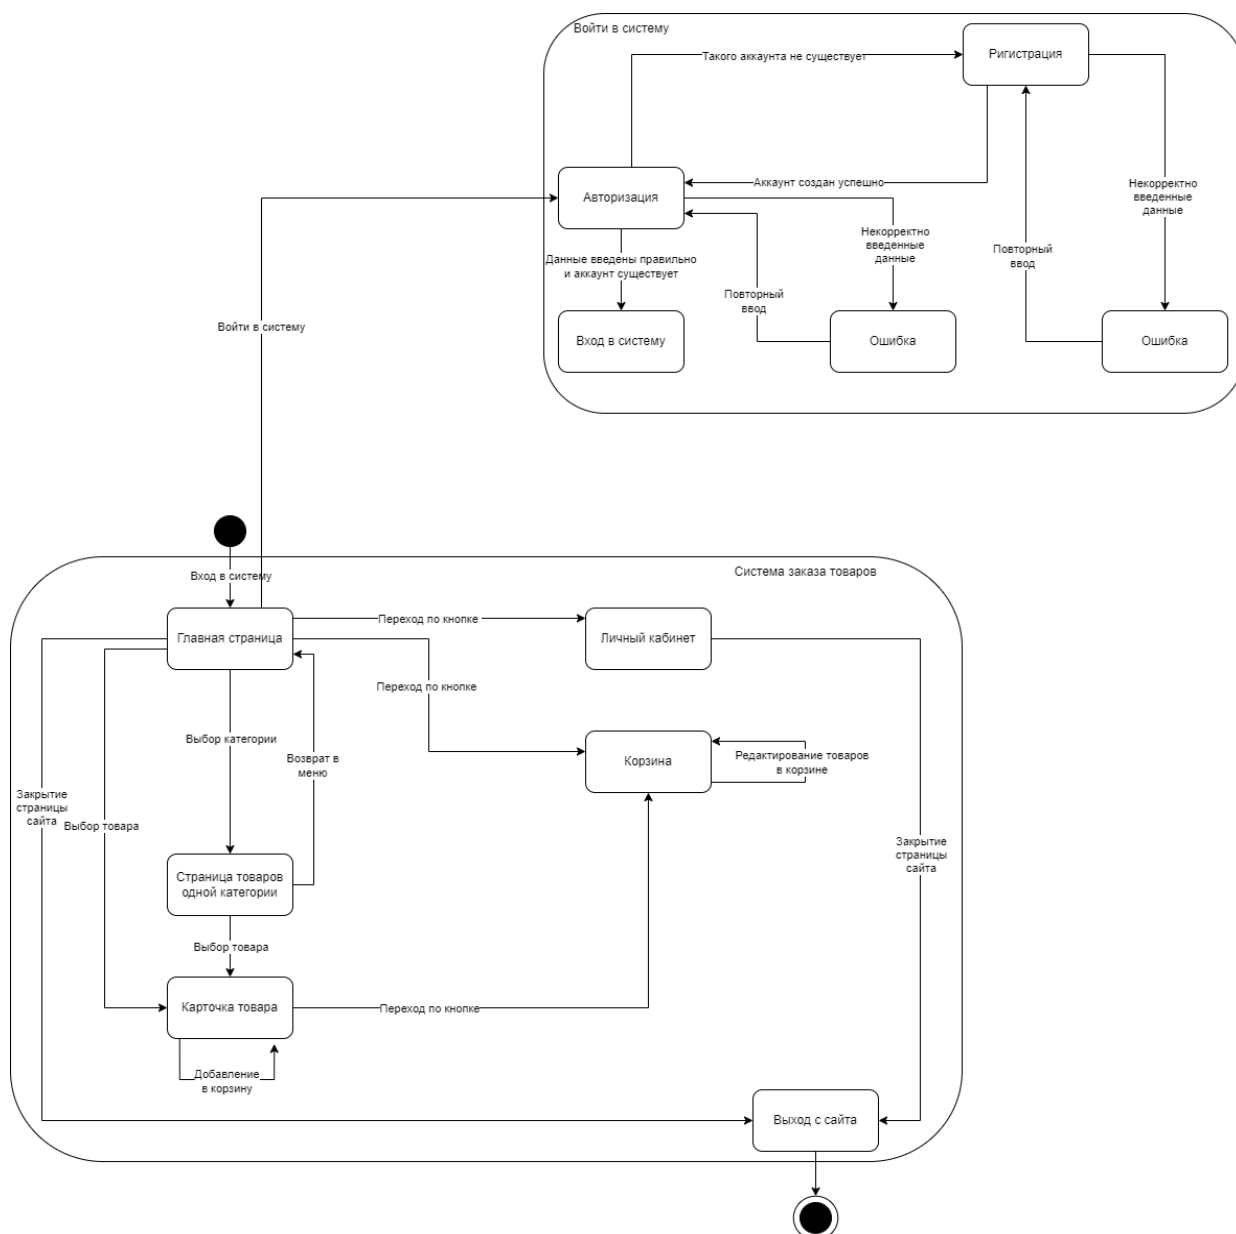 Войти в систему
Ригистрация
Такого аккаунта не существует
Аккаунт создан успешно
Авторизация
Некорректно
введенные
данные
Некорректно
введенные
данные
Данные введены правильно
и аккаунт существует
Повторный
ввод
Повторный
ввод
Войти в систему
Вход в систему
Ошибка
Ошибка
Вход в систему
Система заказа товаров
Главная страница
Переход по кнопке
Личный кабинет
Переход по кнопке
Выбор категории
Возврат в
меню
Корзина
Редактирование товаров
в корзине
Закрытие
страницы
сайта
Выбор товара
Закрытие
страницы
сайта
Страница товаров
одной категории
Выбор товара
Карточка товара
Переход по кнопке
Добавление
в корзину
Выход с сайта